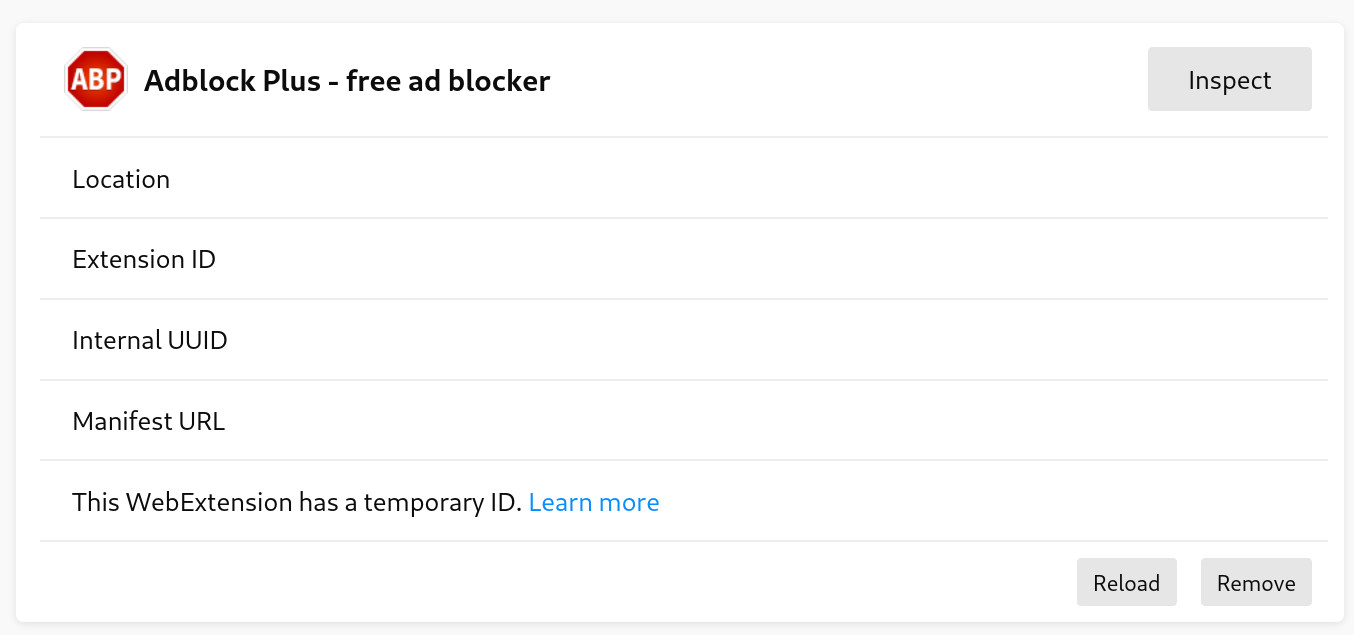 ABP Adblock Plus - free ad blocker Inspect
Location
Extension ID
Internal UUID
Manifest URL
This WebExtension has a temporary ID. Learn more
Reload Remove